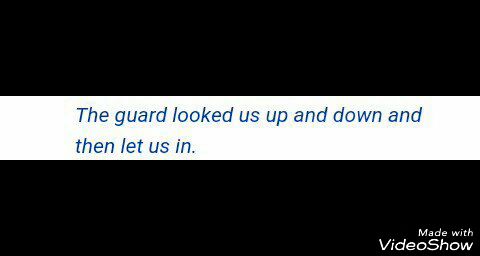 The guard looked us up and down and
then let us in.
Made with
VideoShow